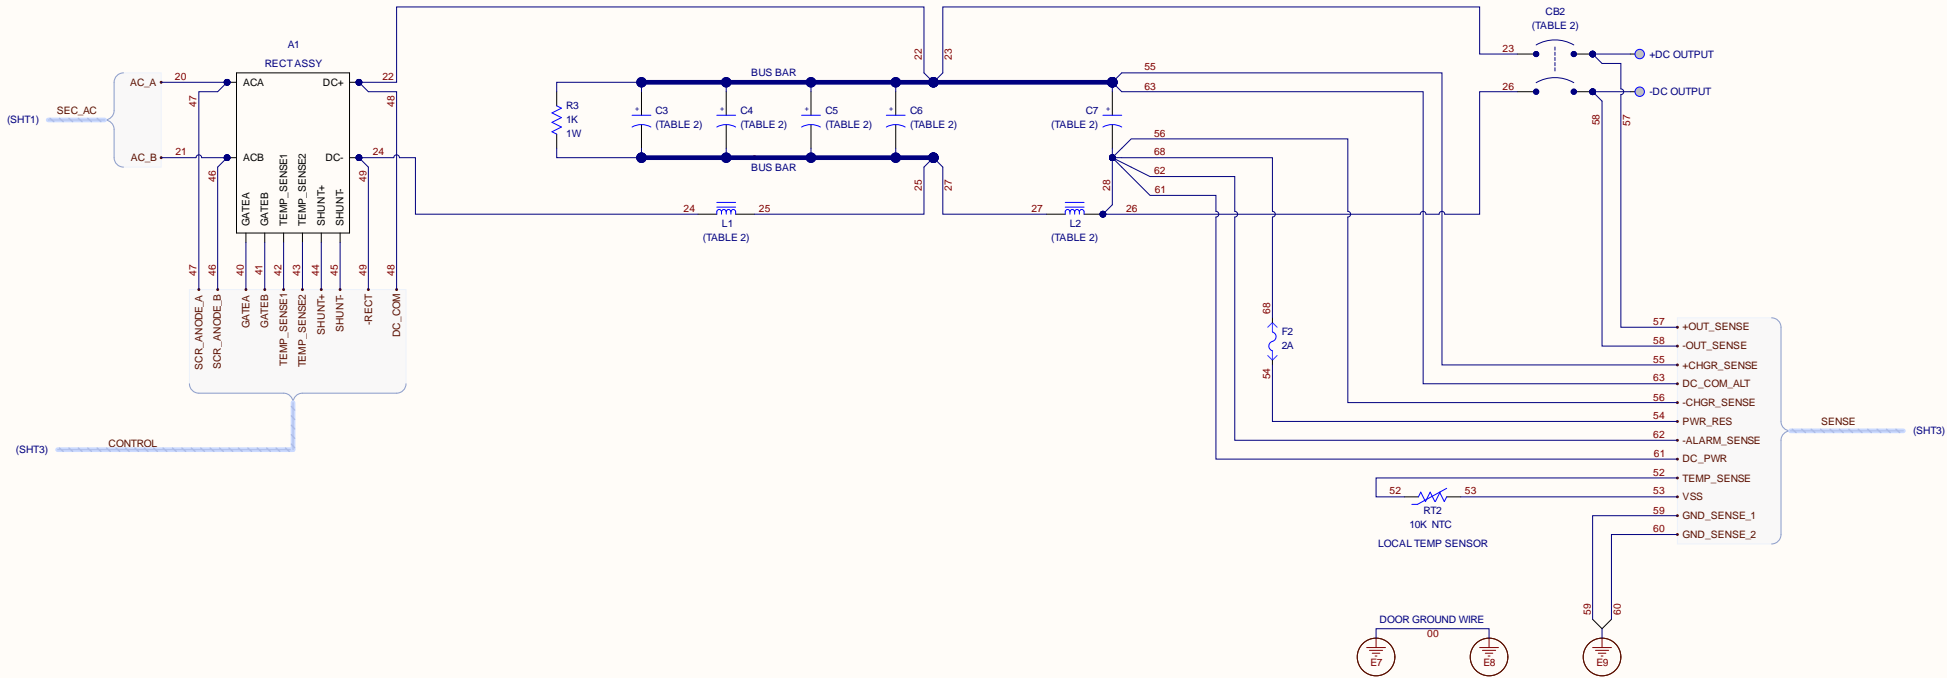 A1
RECT ASSY
AC_A
20
ACA
DC+
22
47
48
SEC_AC
(SHT1)
AC_B
21
ACB
DC-
24
46
49
GATEA
GATEB
TEMP_SENSE1
TEMP_SENSE2
SHUNT+
SHUNT-
47
46
40
41
42
43
44
45
49
48
SCR_ANODE_A
SCR_ANODE_B
GATEA
GATEB
TEMP_SENSE1
TEMP_SENSE2
SHUNT+
SHUNT-
-RECT
DC_COM
CONTROL
(SHT3)
22
23
BUS BAR
R3
1K
1W
+
C3
(TABLE 2)
+
C4
(TABLE 2)
+
C5
(TABLE 2)
+
C6
(TABLE 2)
+
C7
(TABLE 2)
BUS BAR
25
27
28
24
25
L1
(TABLE 2)
27
26
L2
(TABLE 2)
55
63
56
68
62
61
CB2
(TABLE 2)
23
+DC OUTPUT
26
-DC OUTPUT
58
57
68
F2
2A
54
57
+OUT_SENSE
58
-OUT_SENSE
55
+CHGR_SENSE
63
DC_COM_ALT
56
-CHGR_SENSE
54
PWR_RES
62
-ALARM_SENSE
61
DC_PWR
52
TEMP_SENSE
53
VSS
59
GND_SENSE_1
60
GND_SENSE_2
SENSE
(SHT3)
52
53
RT2
10K NTC
LOCAL TEMP SENSOR
59
60
DOOR GROUND WIRE
00
E7
E8
E9